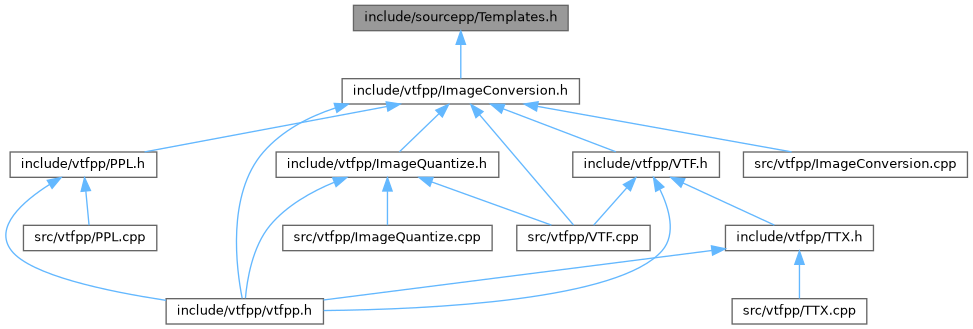 include/sourcepp/Templates.h
include/vtfpp/ImageConversion.h
include/vtfpp/PPL.h
include/vtfpp/ImageQuantize.h
include/vtfpp/VTF.h
src/vtfpp/ImageConversion.cpp
src/vtfpp/PPL.cpp
src/vtfpp/ImageQuantize.cpp
src/vtfpp/VTF.cpp
include/vtfpp/TTX.h
include/vtfpp/vtfpp.h
src/vtfpp/TTX.cpp